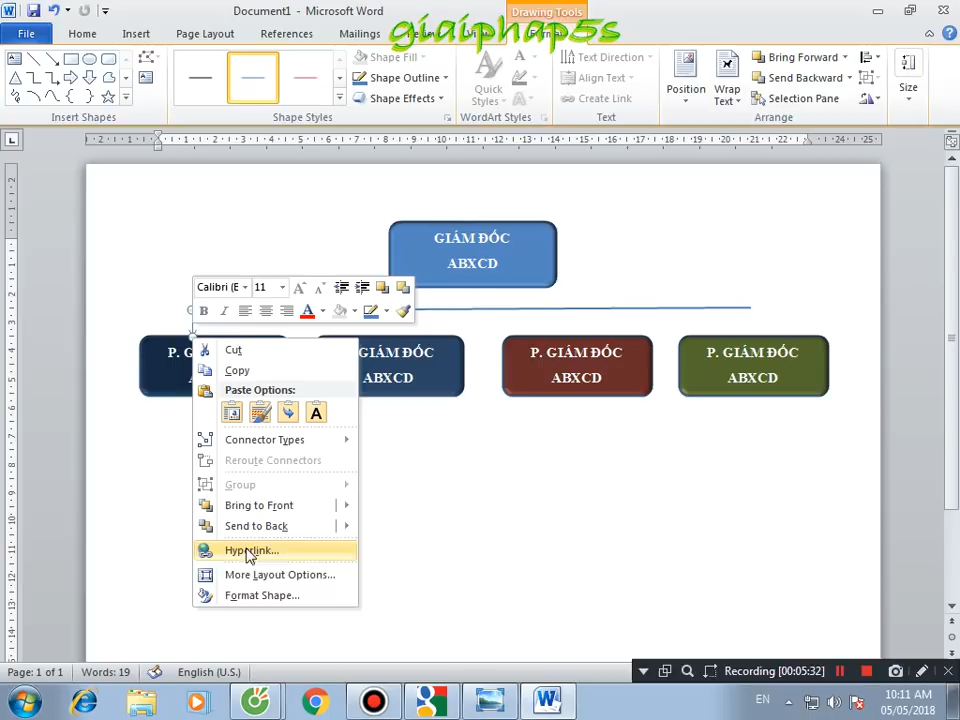 Document1 - Microsoft Word
Drawing Tools
giaiphap5s
File Home Insert Page Layout References Mailings
Shape Fill
Shape Outline
Shape Effects
Quick Styles
A
A
A
Text Direction
Align Text
Create Link
Position
Wrap Text
Bring Forward
Send Backward
Selection Pane
Size
Insert Shapes
Shape Styles
WordArt Styles
Text
Arrange
GIÁM ĐỐC
ABXCD
Calibri (E 11 A A
B I A
P. G
GIÁM ĐỐC
ABXCD
P. GIÁM ĐỐC
ABXCD
P. GIÁM ĐỐC
ABXCD
Cut
Copy
Paste Options:
A
Connector Types
Reroute Connectors
Group
Bring to Front
Send to Back
Hyperlink...
More Layout Options...
Format Shape...
Page: 1 of 1 Words: 19 English (U.S.)
Recording [00:05:32]
EN
10:11 AM
05/05/2018